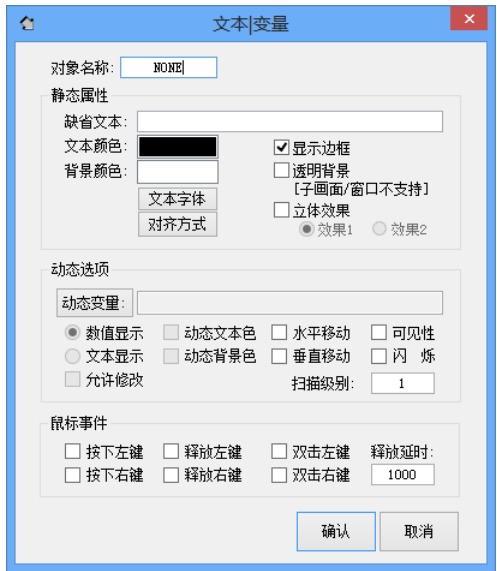 文本|变量
对象名称: NONE
静态属性
缺省文本:
文本颜色: 显示边框
背景颜色: 透明背景
[子画面/窗口不支持]
文本字体 立体效果
对齐方式 效果1 效果2
动态选项
动态变量:
数值显示 动态文本色 水平移动 可见性
文本显示 动态背景色 垂直移动 闪 烁
允许修改 扫描级别: 1
鼠标事件
按下左键 释放左键 双击左键 释放延时:
按下右键 释放右键 双击右键 1000
确认 取消